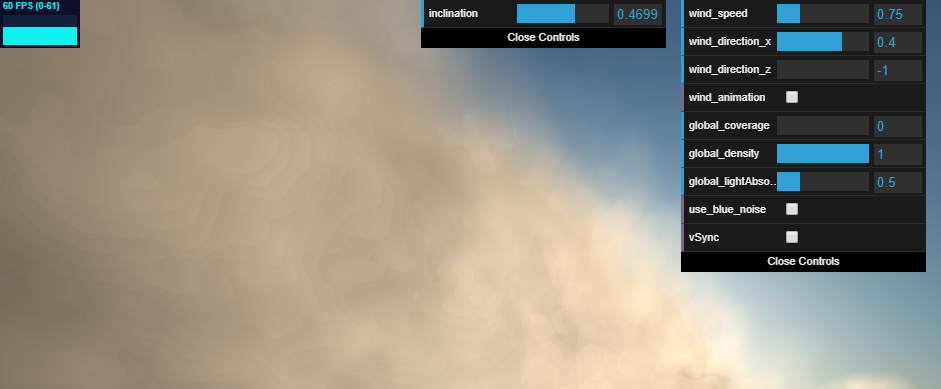 60 FPS (0-61)
inclination 0.4699
Close Controls
wind_speed 0.75
wind_direction_x 0.4
wind_direction_z -1
wind_animation
global_coverage 0
global_density 1
global_lightAbso... 0.5
use_blue_noise
vSync
Close Controls